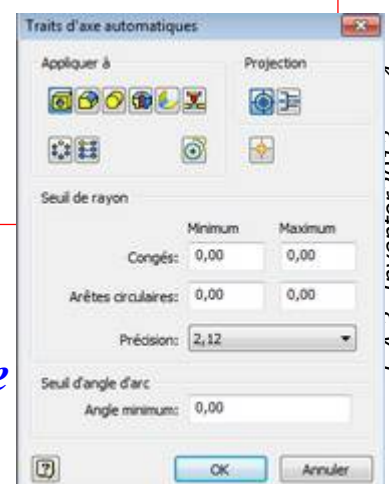 Traits d'axe automatiques
Appliquer à
Projection
Seuil de rayon
Minimum Maximum
Congés: 0,00 0,00
Arêtes circulaires: 0,00 0,00
Précision: 2,12
Seuil d'angle d'arc
Angle minimum: 0,00
? OK Annuler
e